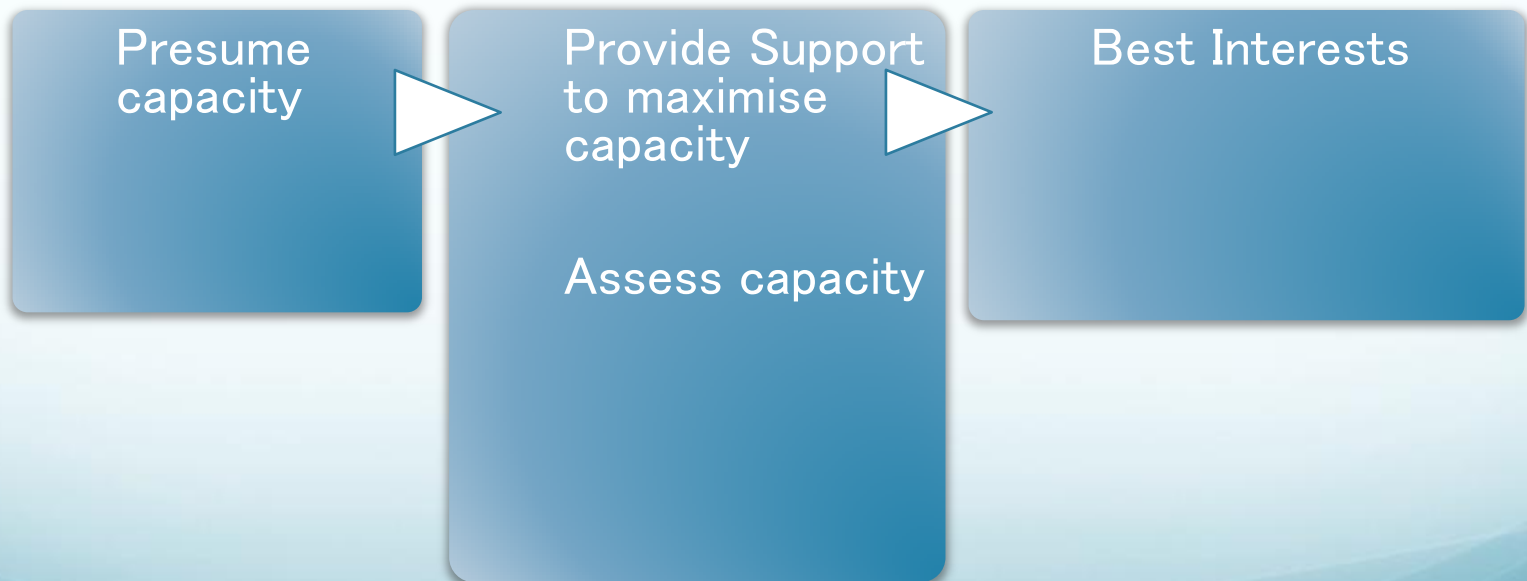 Presume
capacity
Provide Support
to maximise
capacity
Assess capacity
Best Interests